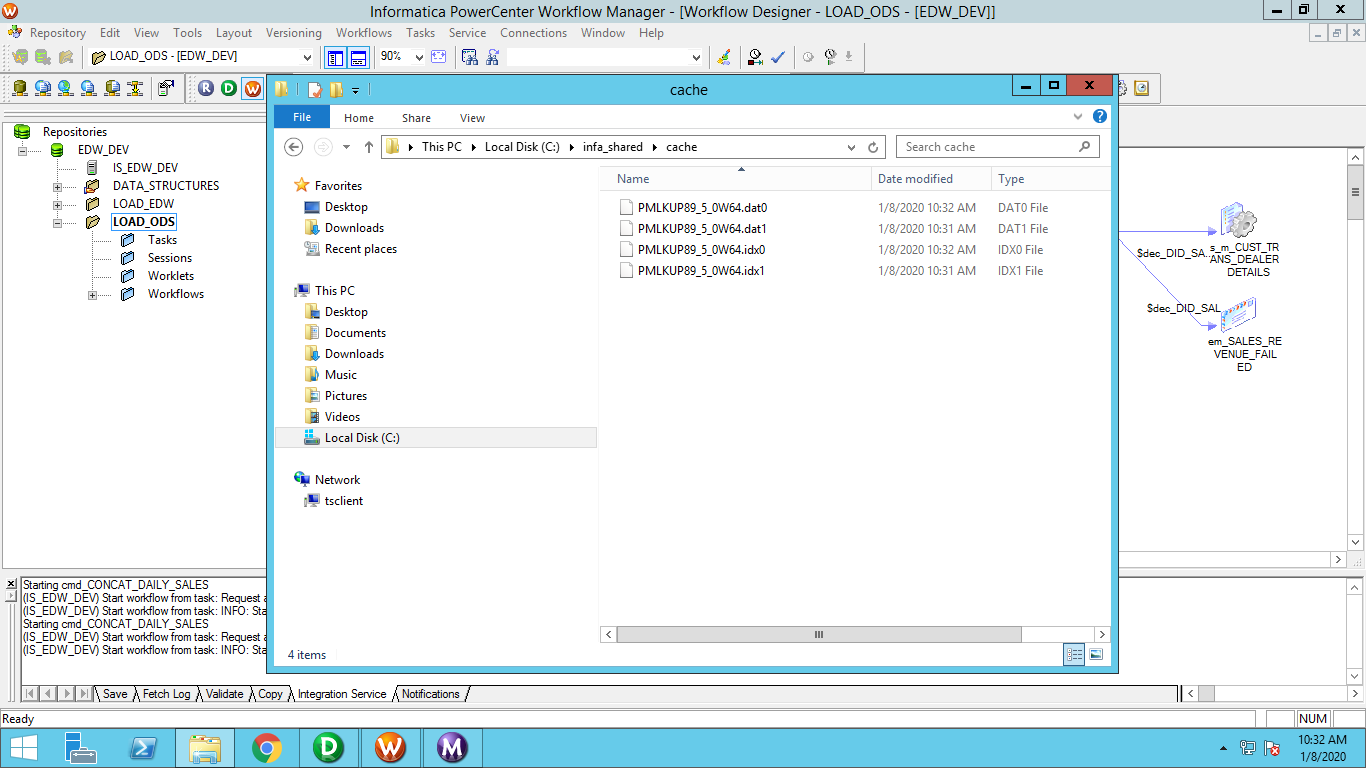 Informatica PowerCenter Workflow Manager - [Workflow Designer - LOAD_ODS - [EDW_DEV]]
Repository Edit View Tools Layout Versioning Workflows Tasks Service Connections Window Help
LOAD_ODS - [EDW_DEV] 90%
R D W
cache
File Home Share View
This PC Local Disk (C:) infa_shared cache
Search cache
Repositories
EDW_DEV
IS_EDW_DEV
DATA_STRUCTURES
LOAD_EDW
LOAD_ODS
Tasks
Sessions
Worklets
Workflows
Favorites
Desktop
Downloads
Recent places
This PC
Desktop
Documents
Downloads
Music
Pictures
Videos
Local Disk (C:)
Network
tsclient
Name Date modified Type
PMLKUP89_5_0W64.dat0 1/8/2020 10:32 AM DAT0 File
PMLKUP89_5_0W64.dat1 1/8/2020 10:31 AM DAT1 File
PMLKUP89_5_0W64.idx0 1/8/2020 10:32 AM IDX0 File
PMLKUP89_5_0W64.idx1 1/8/2020 10:31 AM IDX1 File
4 items
$dec_DID_SA...
s_m_CUST_TR
ANS_DEALER
DETAILS
$dec_DID_SAL
em_SALES_RE
VENUE_FAIL
ED
Starting cmd_CONCAT_DAILY_SALES
(IS_EDW_DEV) Start workflow from task: Request a
(IS_EDW_DEV) Start workflow from task: INFO: Sta
Starting cmd_CONCAT_DAILY_SALES
(IS_EDW_DEV) Start workflow from task: Request a
(IS_EDW_DEV) Start workflow from task: INFO: Sta
Save Fetch Log Validate Copy Integration Service Notifications
Ready NUM
D W M
10:32 AM
1/8/2020